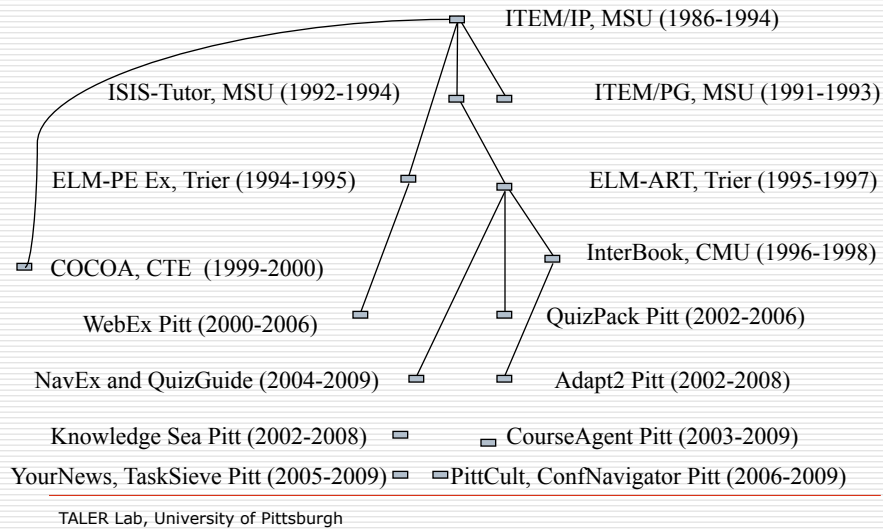 ITEM/IP, MSU (1986-1994)
ISIS-Tutor, MSU (1992-1994)
ITEM/PG, MSU (1991-1993)
ELM-PE Ex, Trier (1994-1995)
ELM-ART, Trier (1995-1997)
InterBook, CMU (1996-1998)
COCOA, CTE (1999-2000)
QuizPack Pitt (2002-2006)
WebEx Pitt (2000-2006)
NavEx and QuizGuide (2004-2009)
Adapt2 Pitt (2002-2008)
Knowledge Sea Pitt (2002-2008)
CourseAgent Pitt (2003-2009)
YourNews, TaskSieve Pitt (2005-2009)
PittCult, ConfNavigator Pitt (2006-2009)
TALER Lab, University of Pittsburgh